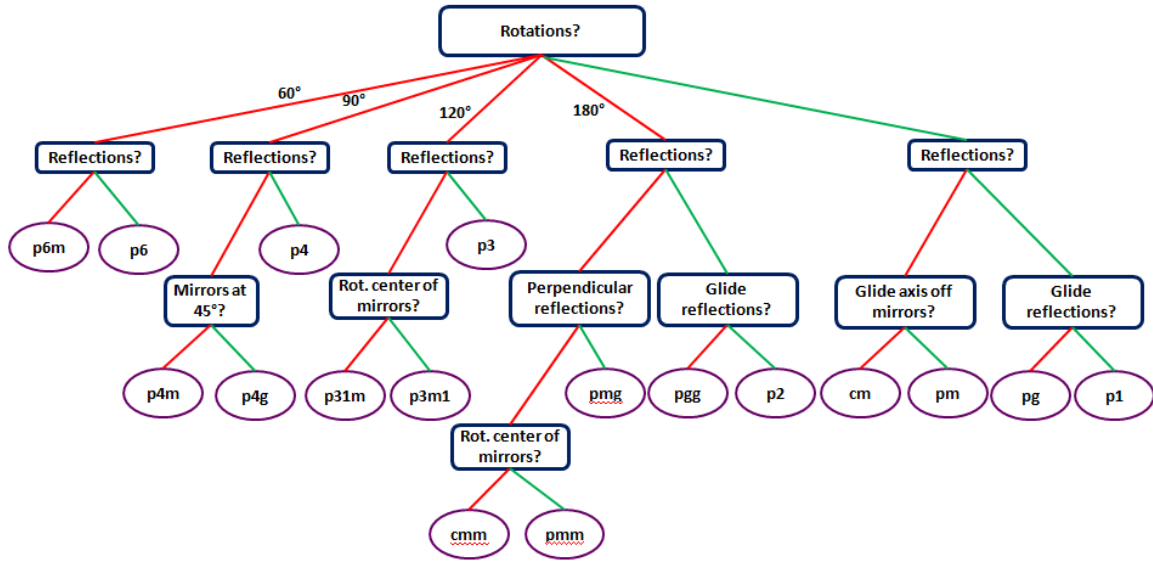 Rotations?
60°
90°
120°
180°
Reflections?
Reflections?
Reflections?
Reflections?
Reflections?
p6m
p6
p4
p3
Mirrors at
45°?
Rot. center of
mirrors?
Perpendicular
reflections?
Glide
reflections?
Glide axis off
mirrors?
Glide
reflections?
p4m
p4g
p31m
p3m1
pmg
pgg
p2
cm
pm
pg
p1
Rot. center of
mirrors?
cmm
pmm